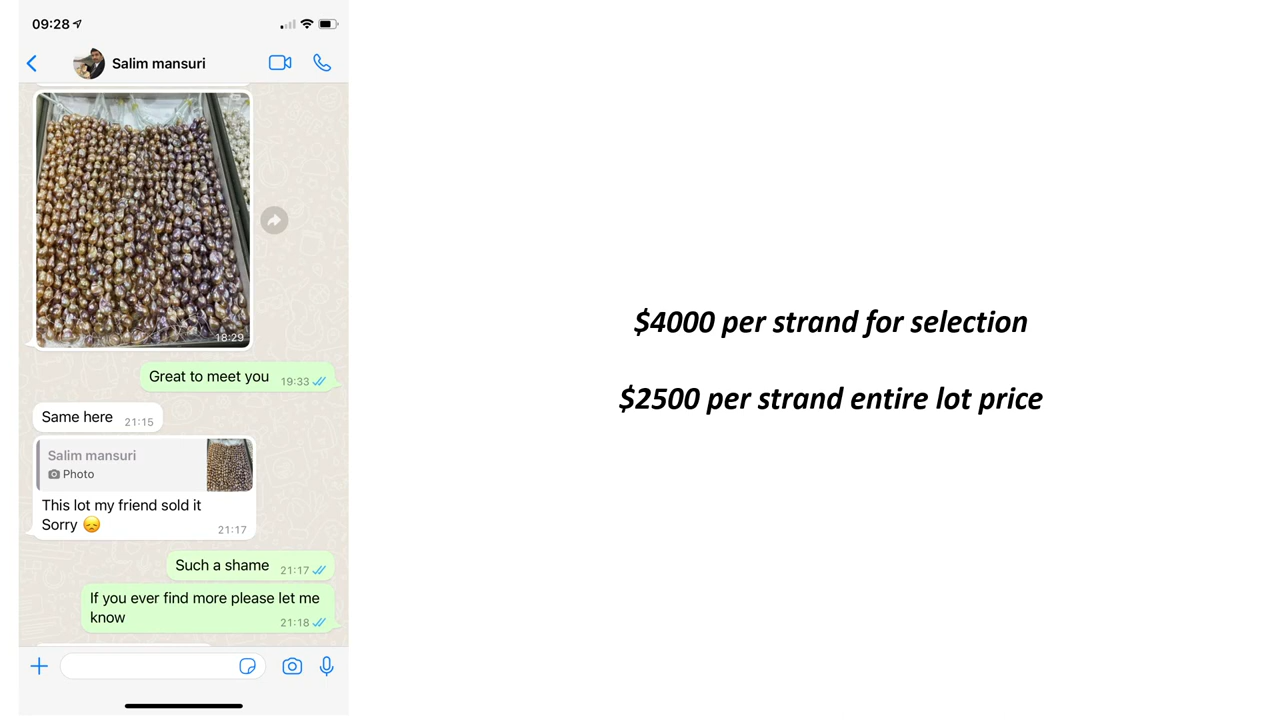 09:28
Salim mansuri
18:29
Great to meet you 19:33
Same here 21:15
Salim mansuri
Photo
This lot my friend sold it
Sorry 😞 21:17
Such a shame 21:17
If you ever find more please let me
know 21:18
$4000 per strand for selection
$2500 per strand entire lot price